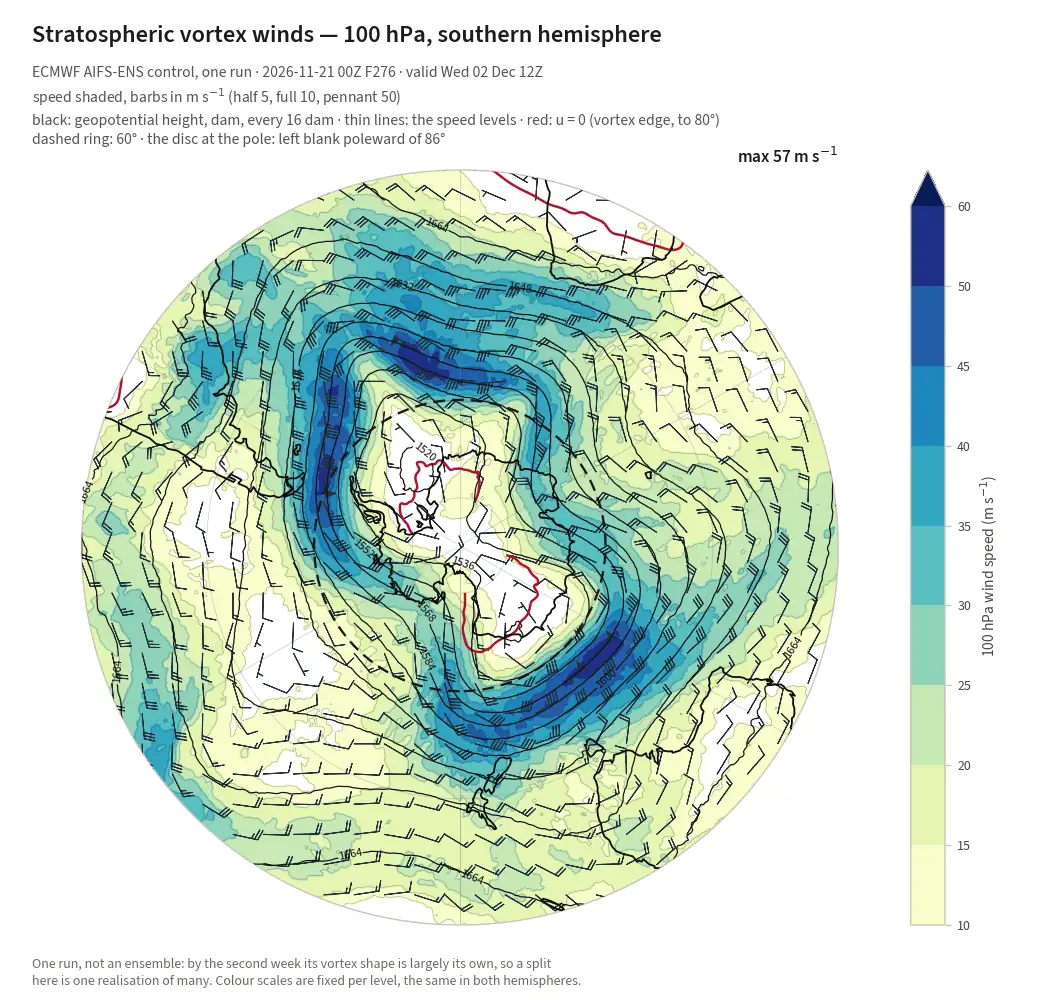 Stratospheric vortex winds — 100 hPa, southern hemisphere
ECMWF AIFS-ENS control, one run · 2026-11-21 00Z F276 · valid Wed 02 Dec 12Z
speed shaded, barbs in m s⁻¹ (half 5, full 10, pennant 50)
black: geopotential height, dam, every 16 dam · thin lines: the speed levels · red: u = 0 (vortex edge, to 80°)
dashed ring: 60° · the disc at the pole: left blank poleward of 86°
max 57 m s⁻¹
60
50
45
40
35
30
25
20
15
10
100 hPa wind speed (m s⁻¹)
1664
1632
1648
1520
1664
1552
1536
1568
1584
1600
1664
1664
1664
1664
One run, not an ensemble: by the second week its vortex shape is largely its own, so a split
here is one realisation of many. Colour scales are fixed per level, the same in both hemispheres.